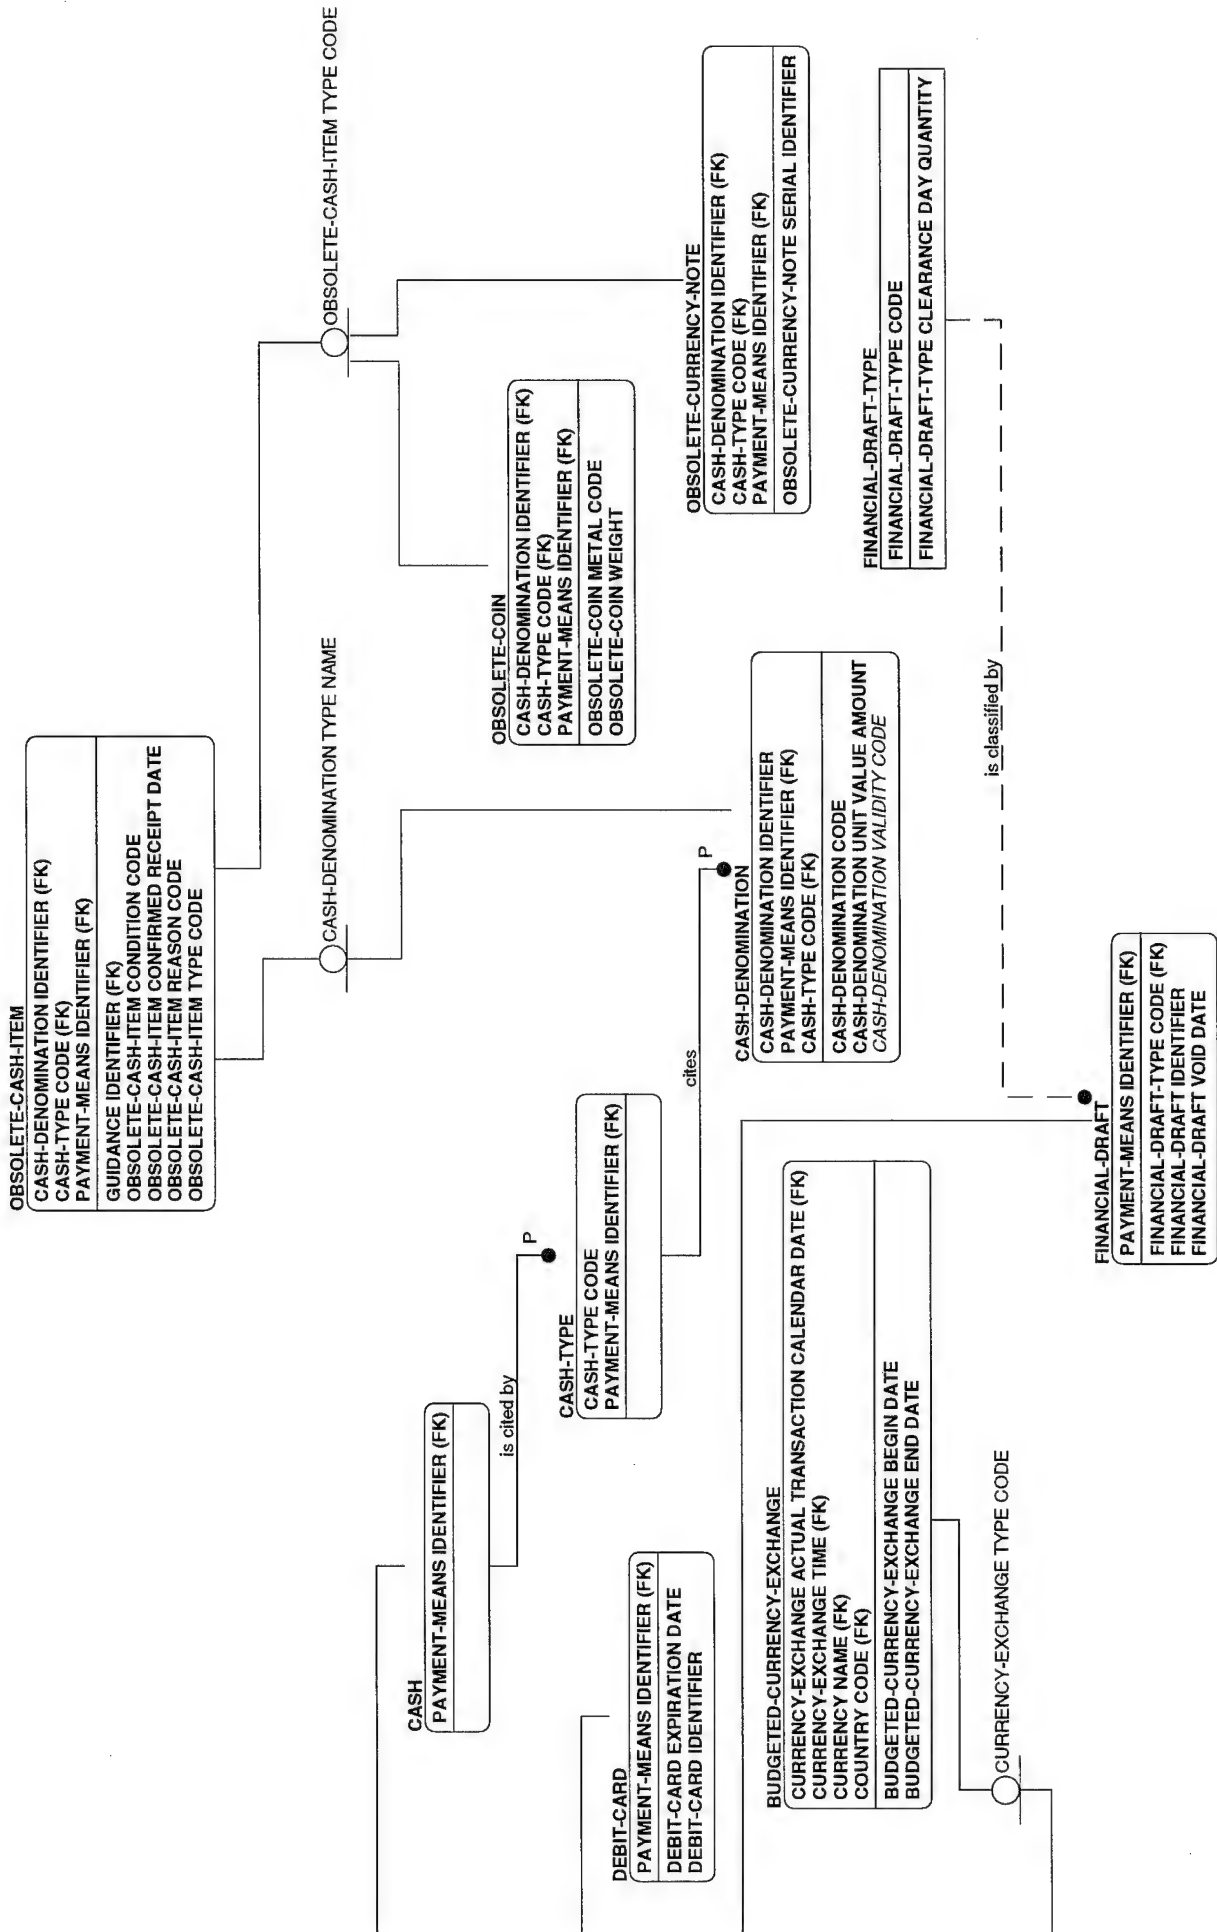 OBSOLETE-CASH-ITEM
CASH-DENOMINATION IDENTIFIER (FK)
CASH-TYPE CODE (FK)
PAYMENT-MEANS IDENTIFIER (FK)
GUIDANCE IDENTIFIER (FK)
OBSOLETE-CASH-ITEM CONDITION CODE
OBSOLETE-CASH-ITEM CONFIRMED RECEIPT DATE
OBSOLETE-CASH-ITEM REASON CODE
OBSOLETE-CASH-ITEM TYPE CODE
CASH-DENOMINATION TYPE NAME
OBSOLETE-CASH-ITEM TYPE CODE
CASH
PAYMENT-MEANS IDENTIFIER (FK)
is cited by
P
OBSOLETE-COIN
CASH-DENOMINATION IDENTIFIER (FK)
CASH-TYPE CODE (FK)
PAYMENT-MEANS IDENTIFIER (FK)
OBSOLETE-COIN METAL CODE
OBSOLETE-COIN WEIGHT
CASH-TYPE
CASH-TYPE CODE
PAYMENT-MEANS IDENTIFIER (FK)
cites
P
OBSOLETE-CURRENCY-NOTE
CASH-DENOMINATION IDENTIFIER (FK)
CASH-TYPE CODE (FK)
PAYMENT-MEANS IDENTIFIER (FK)
OBSOLETE-CURRENCY-NOTE SERIAL IDENTIFIER
DEBIT-CARD
PAYMENT-MEANS IDENTIFIER (FK)
DEBIT-CARD EXPIRATION DATE
DEBIT-CARD IDENTIFIER
CASH-DENOMINATION
CASH-DENOMINATION IDENTIFIER
PAYMENT-MEANS IDENTIFIER (FK)
CASH-TYPE CODE (FK)
CASH-DENOMINATION CODE
CASH-DENOMINATION UNIT VALUE AMOUNT
CASH-DENOMINATION VALIDITY CODE
BUDGETED-CURRENCY-EXCHANGE
CURRENCY-EXCHANGE ACTUAL TRANSACTION CALENDAR DATE (FK)
CURRENCY-EXCHANGE TIME (FK)
CURRENCY NAME (FK)
COUNTRY CODE (FK)
BUDGETED-CURRENCY-EXCHANGE BEGIN DATE
BUDGETED-CURRENCY-EXCHANGE END DATE
FINANCIAL-DRAFT-TYPE
FINANCIAL-DRAFT-TYPE CODE
FINANCIAL-DRAFT-TYPE CLEARANCE DAY QUANTITY
is classified by
CURRENCY-EXCHANGE TYPE CODE
FINANCIAL-DRAFT
PAYMENT-MEANS IDENTIFIER (FK)
FINANCIAL-DRAFT-TYPE CODE (FK)
FINANCIAL-DRAFT IDENTIFIER
FINANCIAL-DRAFT VOID DATE